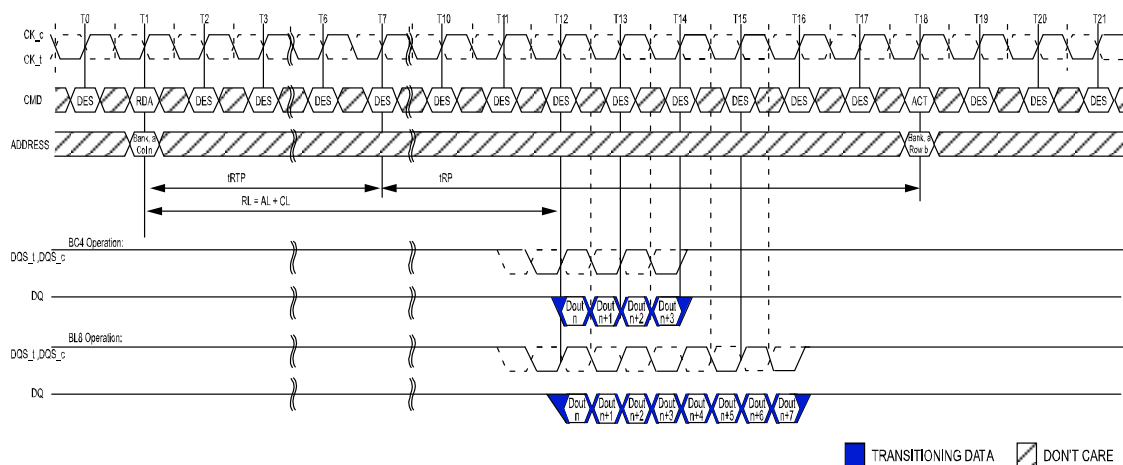 T0 T1 T2 T3 T6 T7 T10 T11 T12 T13 T14 T15 T16 T17 T18 T19 T20 T21
CK_c
CK_t
CMD DES RDA DES DES DES DES DES DES DES DES DES DES DES DES ACT DES DES DES
ADDRESS Bank, a Bank, a
Col n Row b
tRTP tRP
RL = AL + CL
BC4 Operation:
DQS_t ,DQS_c
DQ Dout Dout Dout Dout
n n+1 n+2 n+3
BL8 Operation:
DQS_t ,DQS_c
DQ Dout Dout Dout Dout Dout Dout Dout Dout
n n+1 n+2 n+3 n+4 n+5 n+6 n+7
TRANSITIONING DATA DON'T CARE